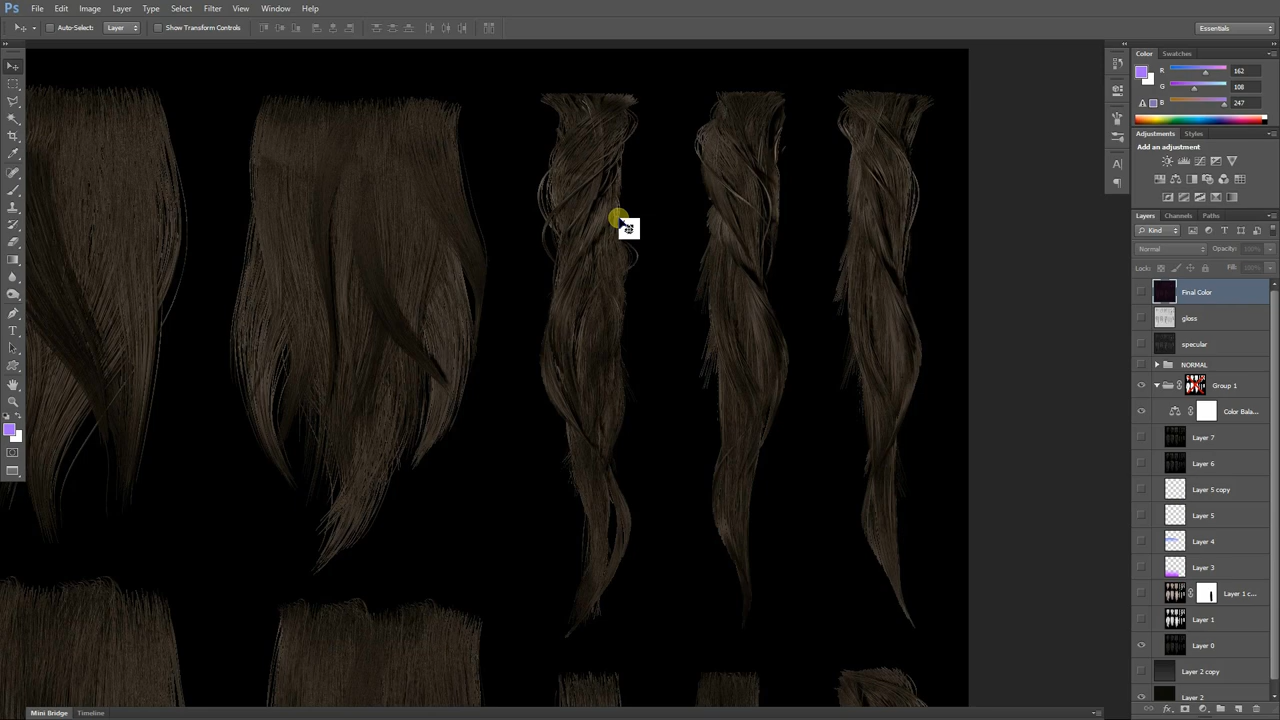 Ps File Edit Image Layer Type Select Filter View Window Help
Auto-Select: Layer Show Transform Controls Essentials
Color Swatches
R 162
G 108
B 247
Adjustments Styles
Add an adjustment
Layers Channels Paths
Kind T
Normal Opacity: 100%
Lock: Fill: 100%
Final Color
gloss
specular
NORMAL
Group 1
Color Bala...
Layer 7
Layer 6
Layer 5 copy
Layer 5
Layer 4
Layer 3
Layer 1 c...
Layer 1
Layer 0
Layer 2 copy
Layer 2
fx
Mini Bridge Timeline